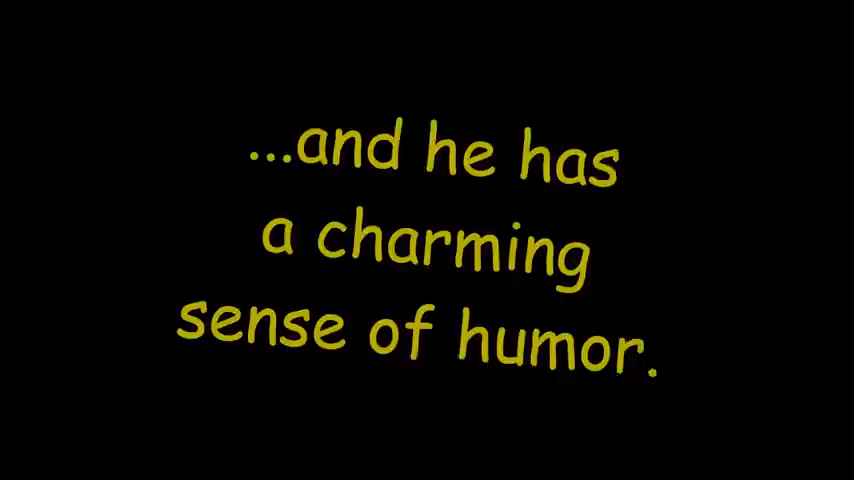 ...and he has
a charming
sense of humor.